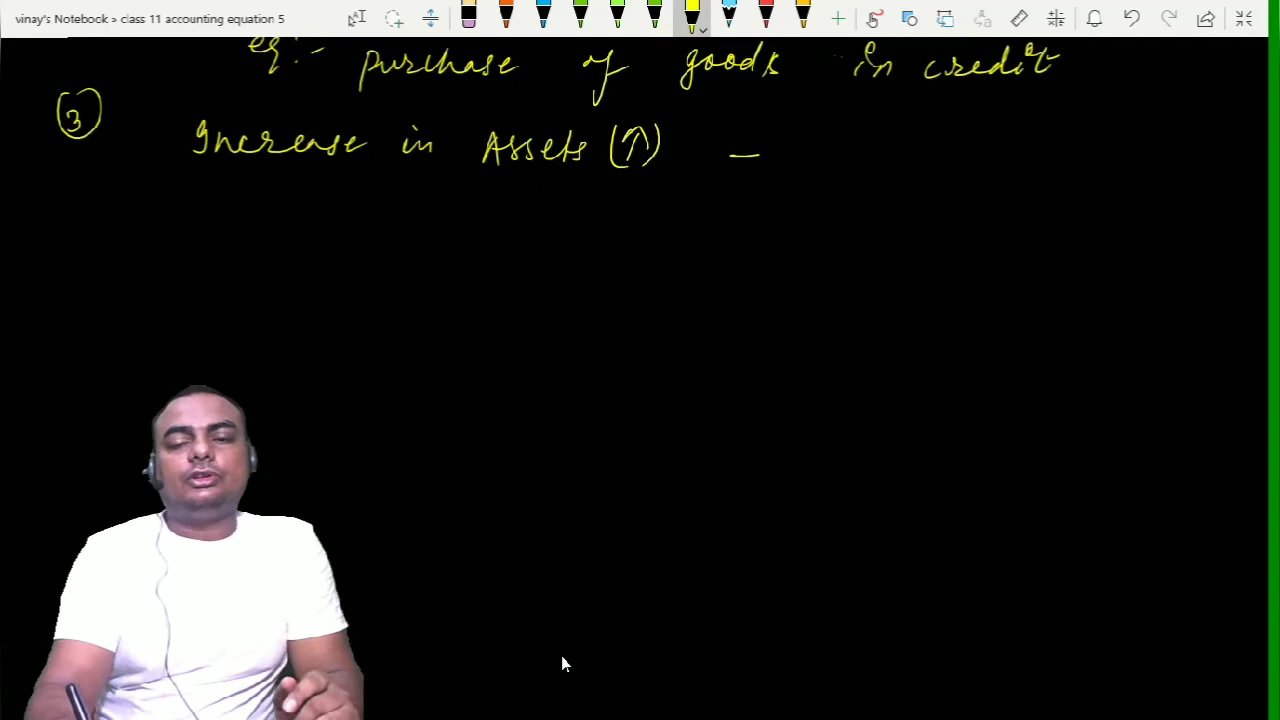 vinay's Notebook > class 11 accounting equation 5
eg:- purchase of goods in credit
3 Increase in Assets (↑) —